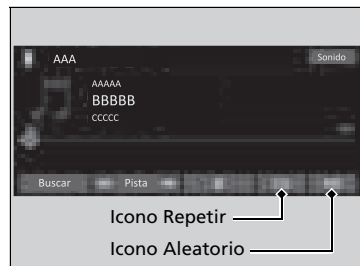 AAA
Sonido
AAAAA
BBBBB
CCCCC
Buscar Pista
Icono Repetir
Icono Aleatorio